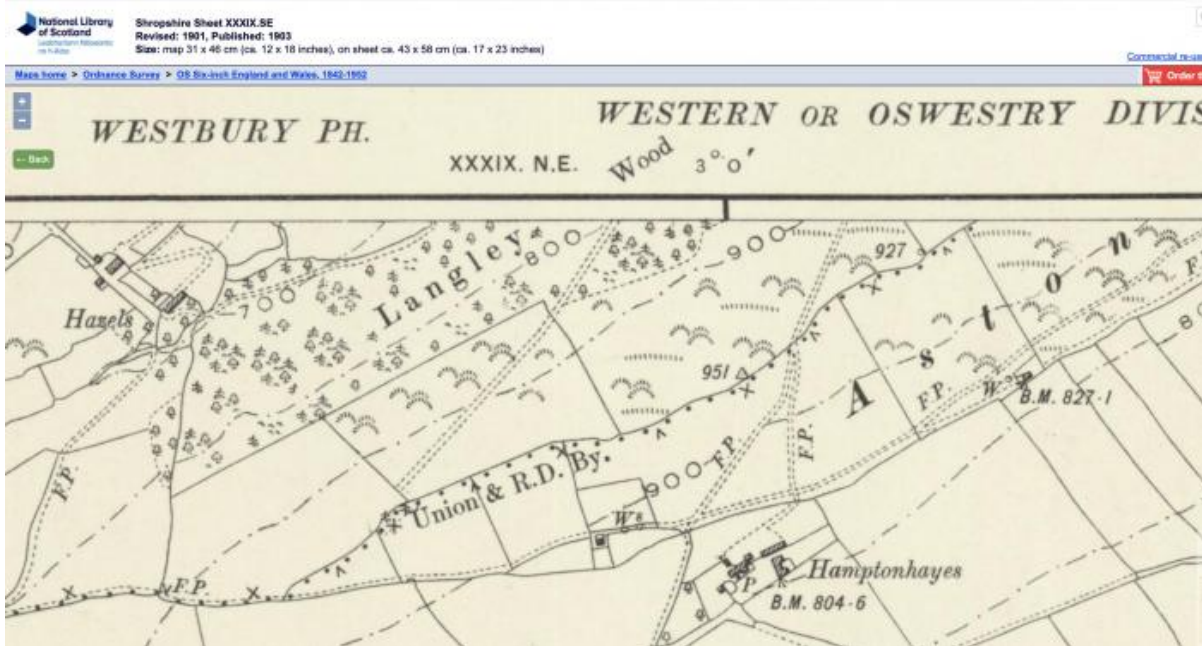 National Library
of Scotland
Shropshire Sheet XXXIX.SE
Revised: 1901, Published: 1903
Size: map 31 x 46 cm (ca. 12 x 18 inches), on sheet ca. 43 x 58 cm (ca. 17 x 23 inches)
Commercial re-use
Maps home > Ordnance Survey > OS Six-inch England and Wales, 1842-1952
Order
+
–
← Back
WESTBURY PH.
WESTERN OR OSWESTRY DIVIS
XXXIX. N.E.
Wood
3° 0′
Langley
800
900
927
Aston
F.P.
700
Hazels
951
W.
B.M. 827·1
F.P.
F.P.
F.P.
F.P.
Union & R.D. By.
900
Ws
Hamptonhayes
P
F.P.
B.M. 804·6